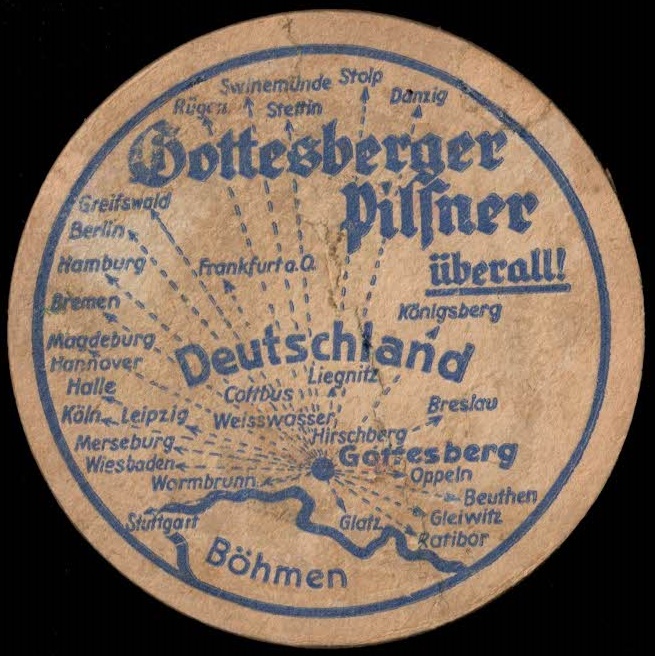 Swinemünde Stolp
Rügen Stettin Danzig
Gottesberger
Pilsner
überall!
Greifswald
Berlin
Hamburg
Frankfurt a.O.
Bremen
Königsberg
Magdeburg
Deutschland
Hannover
Liegnitz
Halle
Cottbus
Breslau
Köln Leipzig
Weisswasser
Hirschberg
Merseburg
Gottesberg
Wiesbaden
Oppeln
Warmbrunn
Beuthen
Stuttgart
Glatz
Gleiwitz
Ratibor
Böhmen